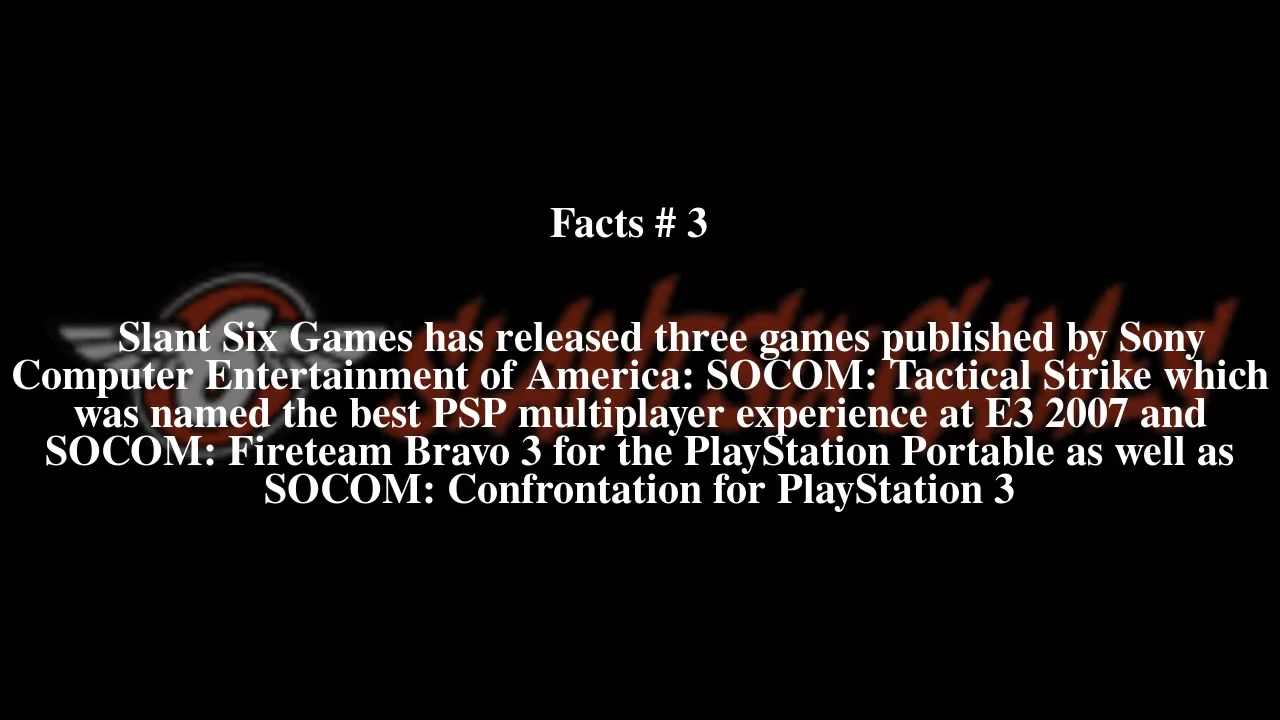 Facts # 3
Slant Six Games has released three games published by Sony
Computer Entertainment of America: SOCOM: Tactical Strike which
was named the best PSP multiplayer experience at E3 2007 and
SOCOM: Fireteam Bravo 3 for the PlayStation Portable as well as
SOCOM: Confrontation for PlayStation 3